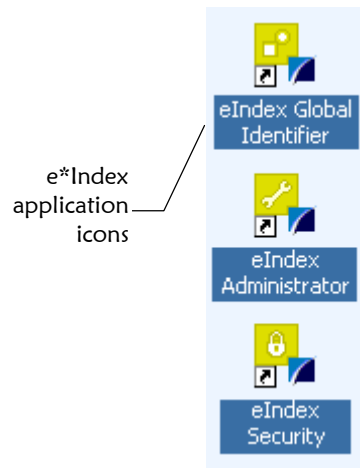 e*Index
application
icons
eIndex Global
Identifier
eIndex
Administrator
eIndex
Security